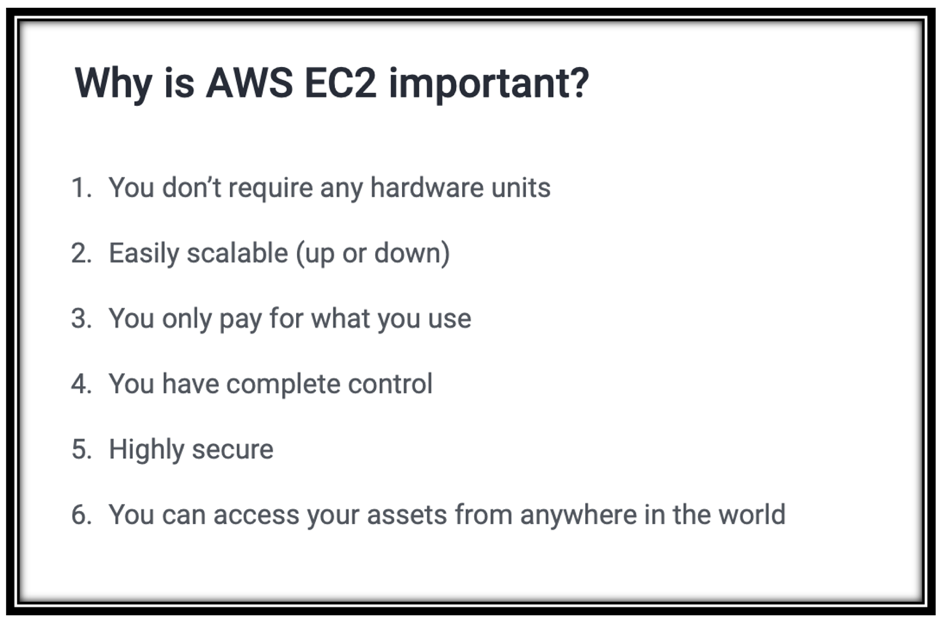 Why is AWS EC2 important?
1. You don’t require any hardware units
2. Easily scalable (up or down)
3. You only pay for what you use
4. You have complete control
5. Highly secure
6. You can access your assets from anywhere in the world